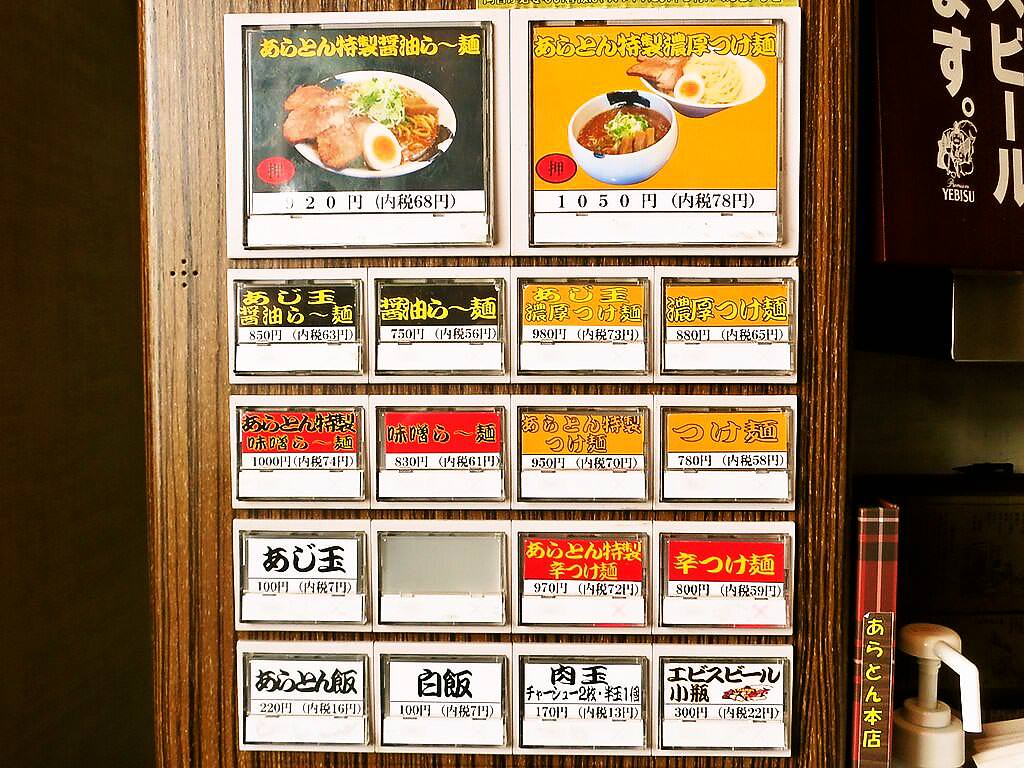 あらとん特製醤油ら〜麺
押
920円(内税68円)
あらとん特製濃厚つけ麺
押
1050円(内税78円)
あじ玉
醤油ら〜麺
850円(内税63円)
醤油ら〜麺
750円(内税56円)
あじ玉
濃厚つけ麺
980円(内税73円)
濃厚つけ麺
880円(内税65円)
あらとん特製
味噌ら〜麺
1000円(内税74円)
味噌ら〜麺
830円(内税61円)
あらとん特製
つけ麺
950円(内税70円)
つけ麺
780円(内税58円)
あじ玉
100円(内税7円)
あらとん特製
辛つけ麺
970円(内税72円)
辛つけ麺
800円(内税59円)
あらとん飯
220円(内税16円)
白飯
100円(内税7円)
肉玉
チャーシュー2枚・半玉1個
170円(内税13円)
エビスビール
小瓶
300円(内税22円)
スビール
ます。
YEBISU
あらとん本店